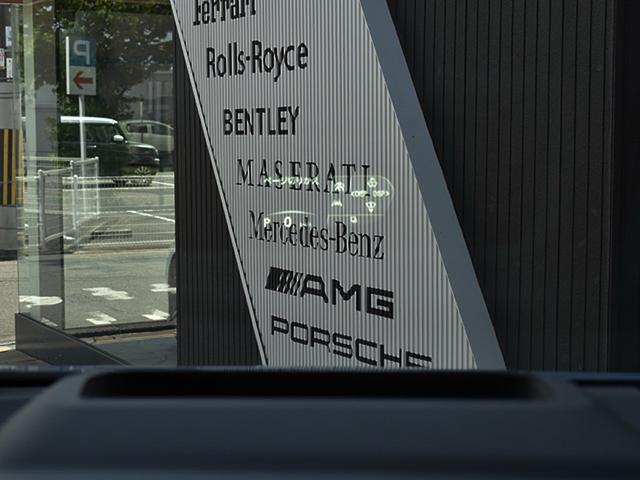 P
Ferrari
Rolls-Royce
BENTLEY
MASERATI
Mercedes-Benz
AMG
PORSCHE